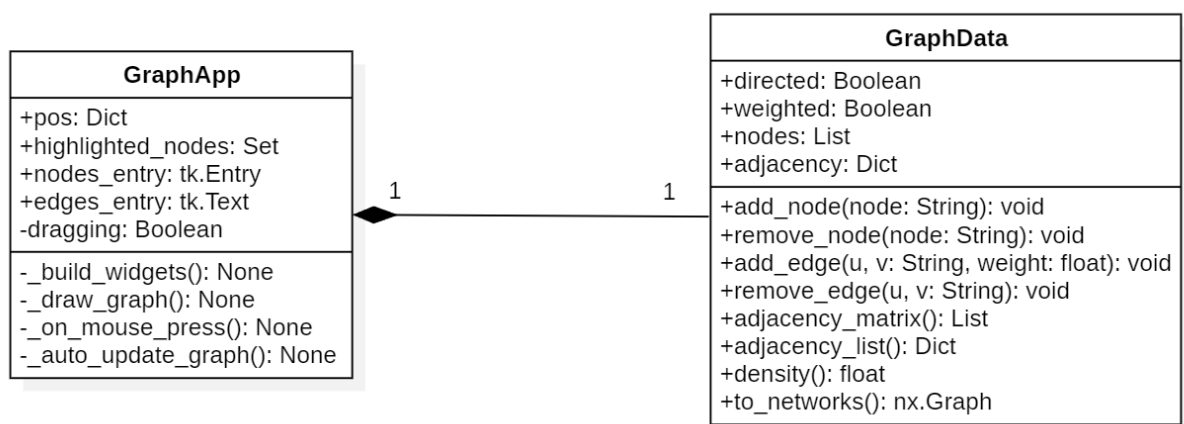 GraphApp
+pos: Dict
+highlighted_nodes: Set
+nodes_entry: tk.Entry
+edges_entry: tk.Text
-dragging: Boolean
-_build_widgets(): None
-_draw_graph(): None
-_on_mouse_press(): None
-_auto_update_graph(): None
1
1
GraphData
+directed: Boolean
+weighted: Boolean
+nodes: List
+adjacency: Dict
+add_node(node: String): void
+remove_node(node: String): void
+add_edge(u, v: String, weight: float): void
+remove_edge(u, v: String): void
+adjacency_matrix(): List
+adjacency_list(): Dict
+density(): float
+to_networks(): nx.Graph